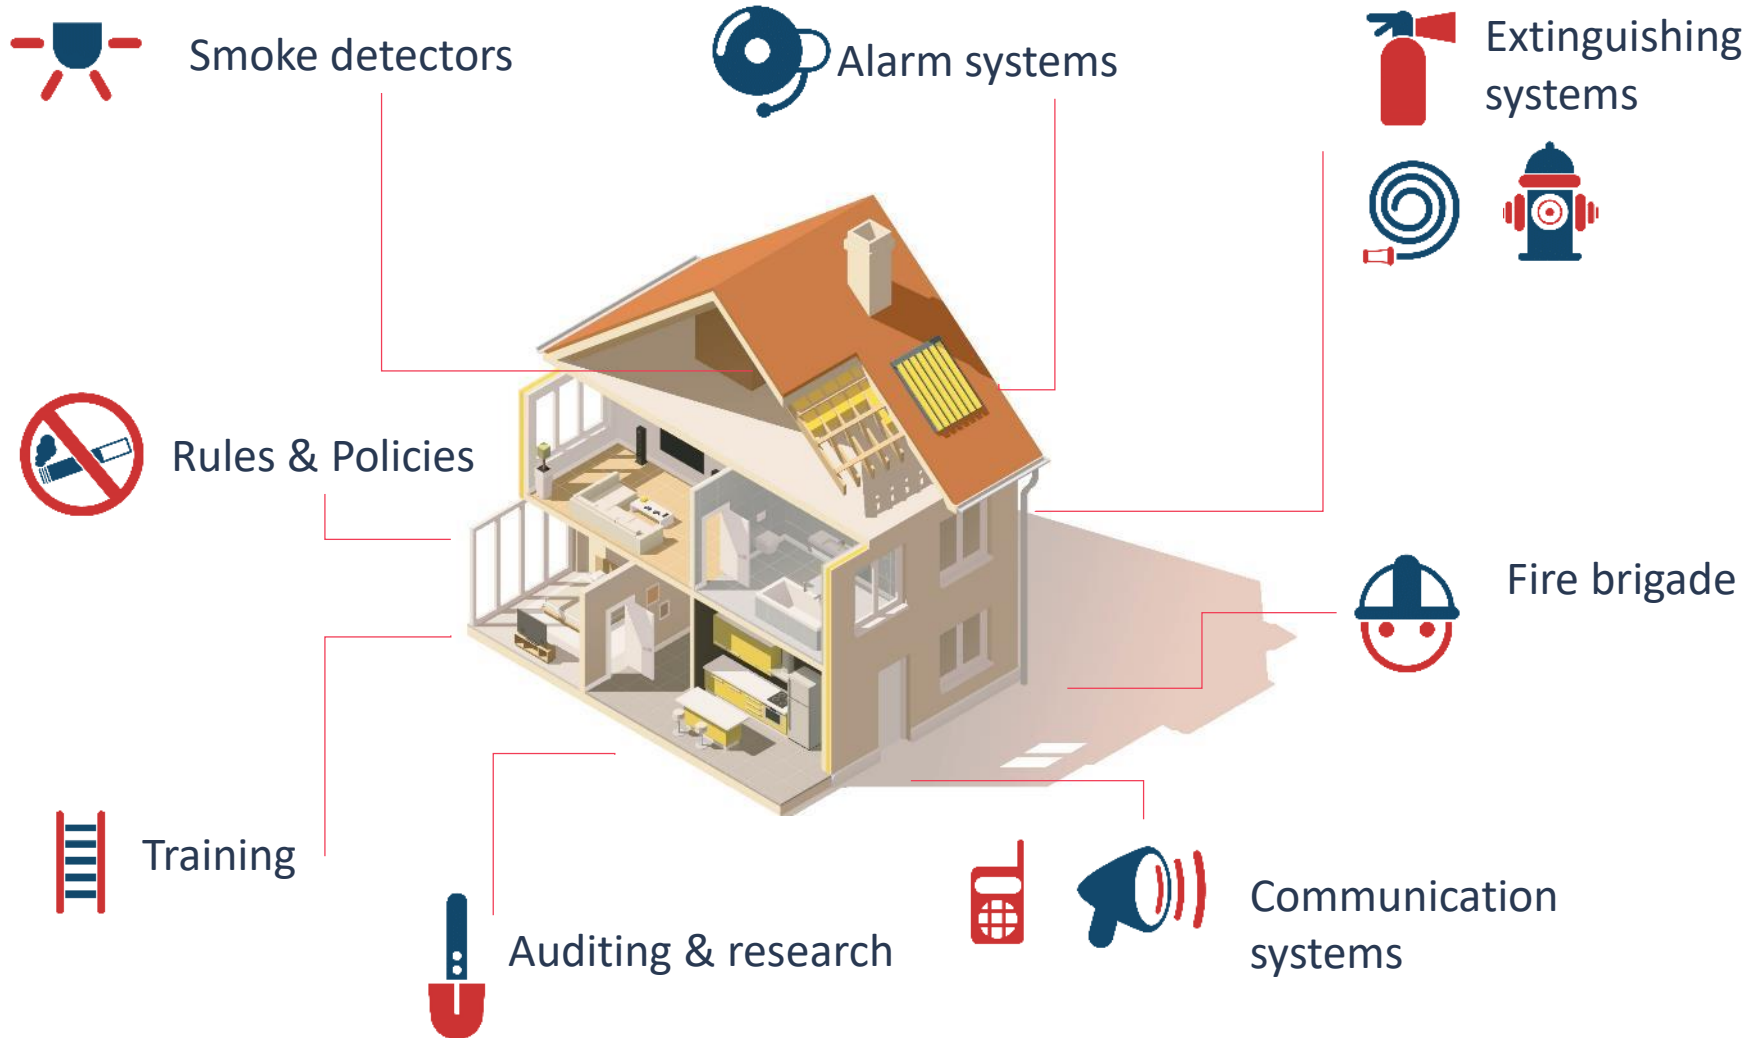 Smoke detectors
Alarm systems
Extinguishing
systems
Rules & Policies
Fire brigade
Training
Auditing & research
Communication
systems